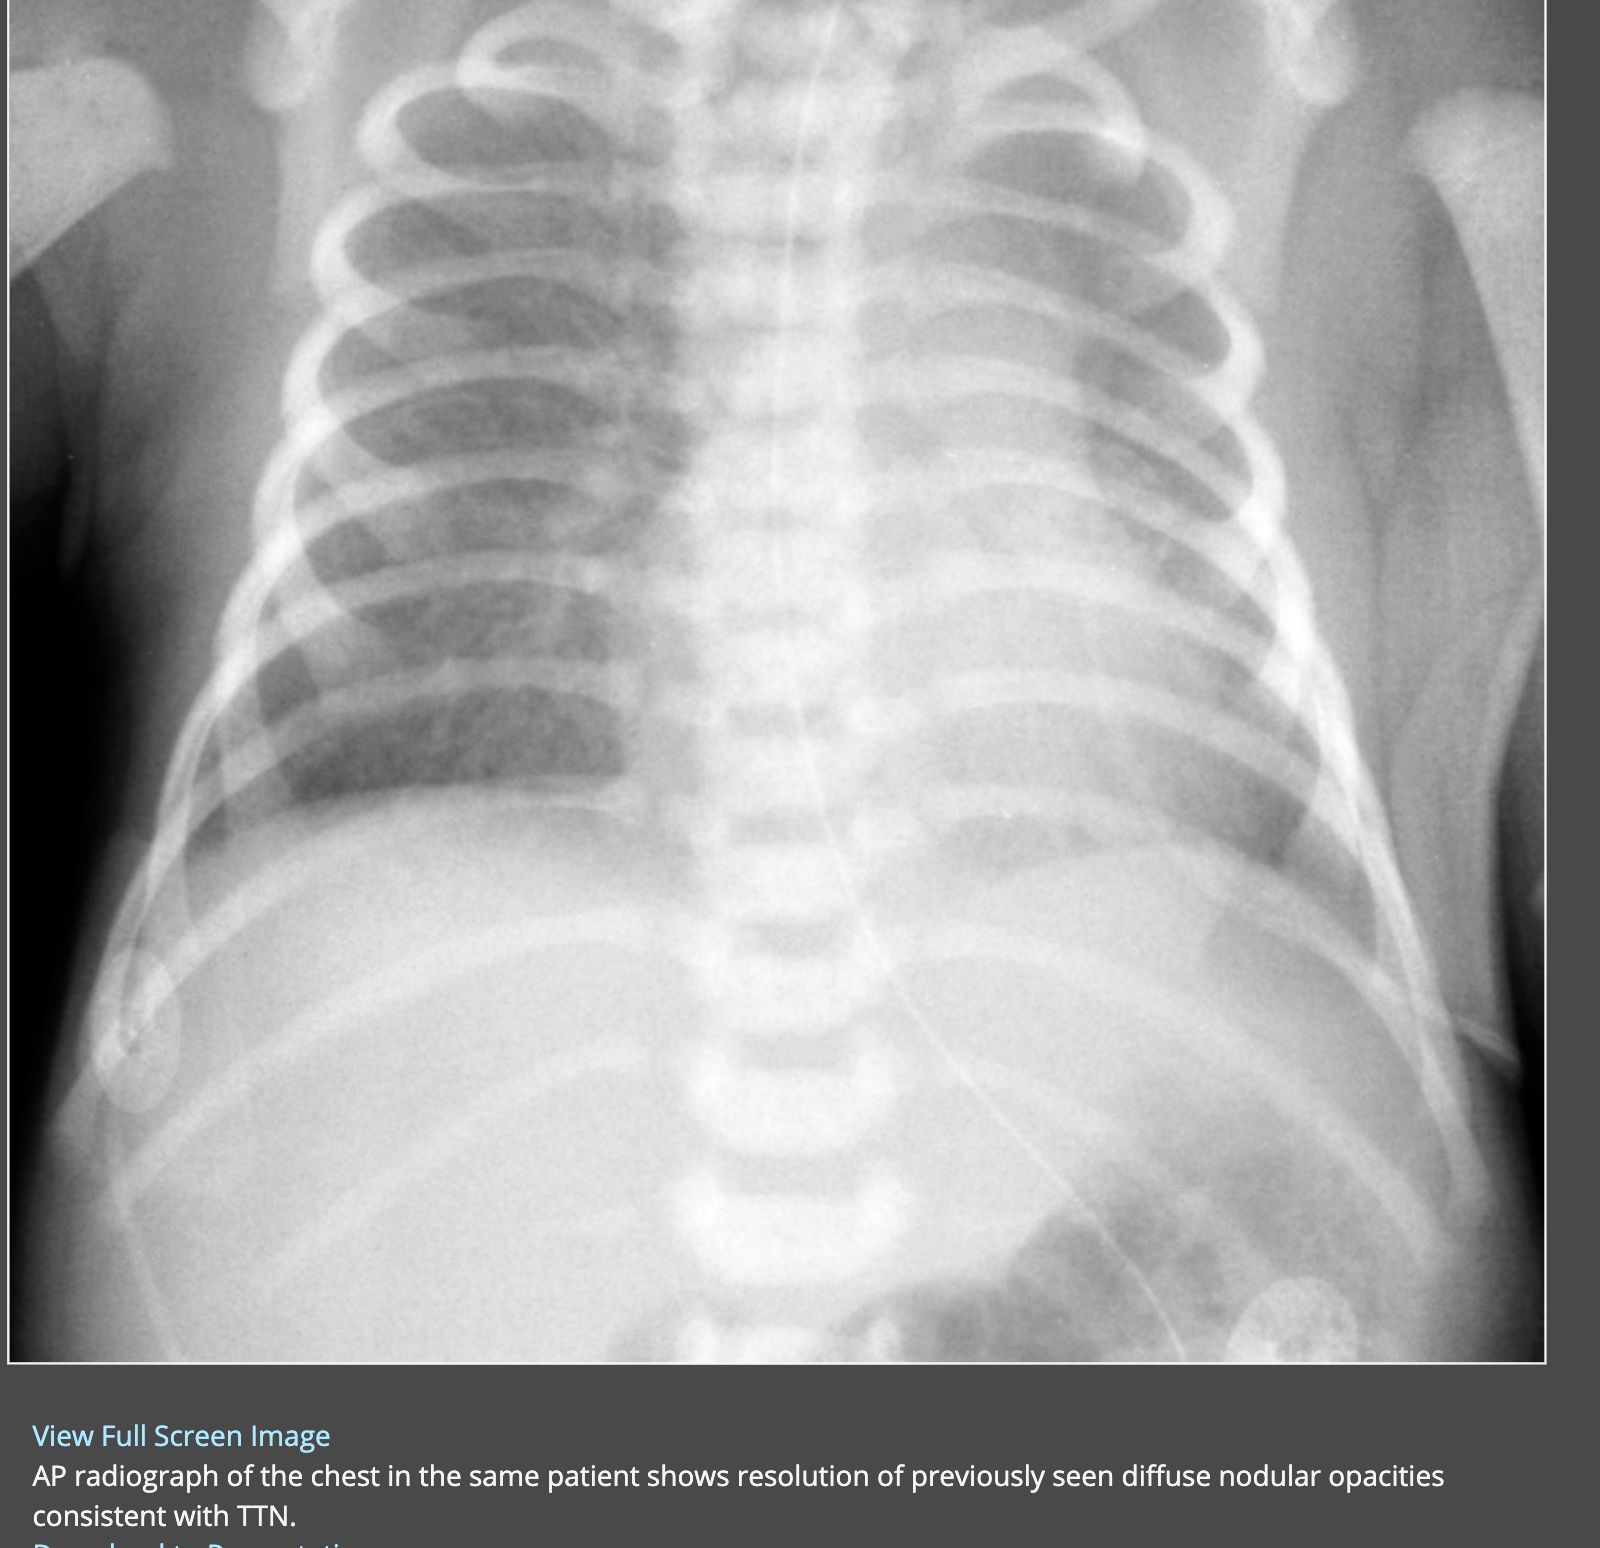 View Full Screen Image
AP radiograph of the chest in the same patient shows resolution of previously seen diffuse nodular opacities
consistent with TTN.